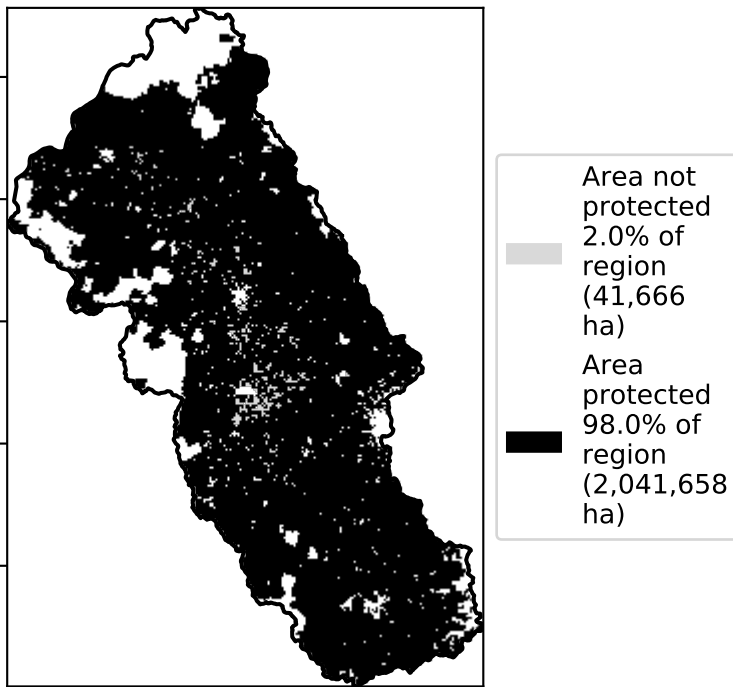 Area not
protected
2.0% of
region
(41,666
ha)
Area
protected
98.0% of
region
(2,041,658
ha)